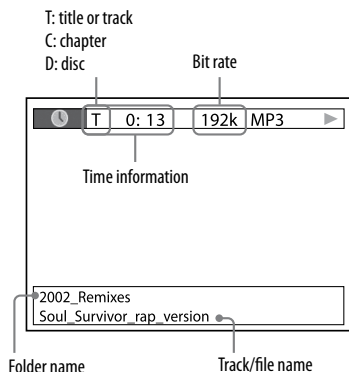 T: title or track
C: chapter
D: disc
Bit rate
T 0: 13 192k MP3
Time information
2002_Remixes
Soul_Survivor_rap_version
Folder name
Track/file name